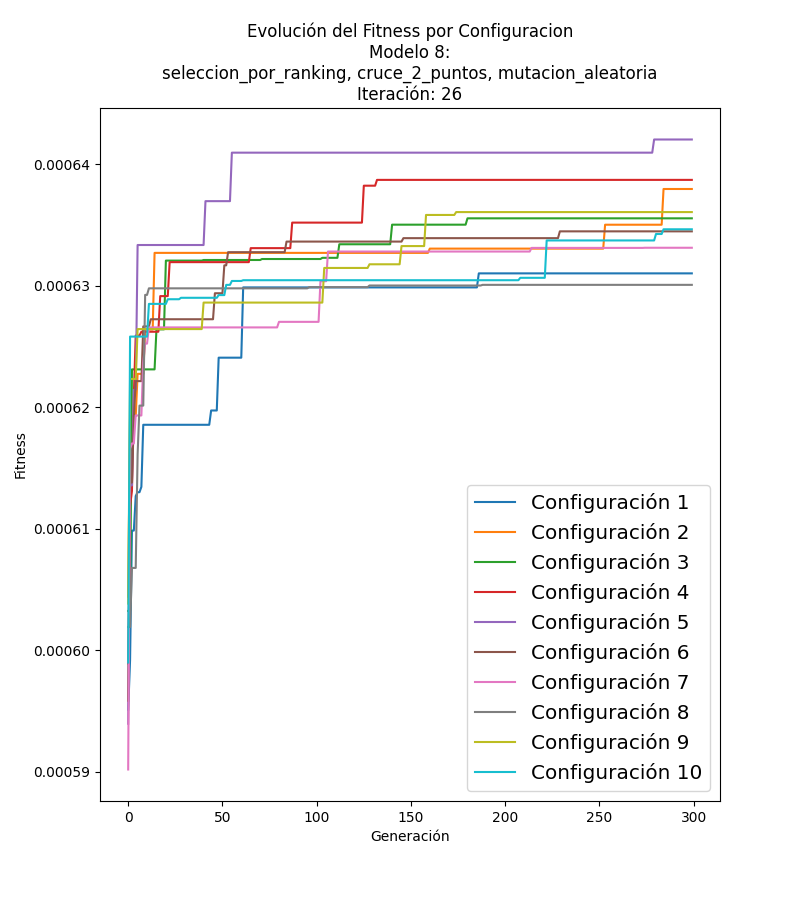 Evolución del Fitness por Configuracion
Modelo 8:
seleccion_por_ranking, cruce_2_puntos, mutacion_aleatoria
Iteración: 26
0.00064
0.00063
0.00062
0.00061
0.00060
0.00059
Fitness
0
50
100
150
200
250
300
Generación
Configuración 1
Configuración 2
Configuración 3
Configuración 4
Configuración 5
Configuración 6
Configuración 7
Configuración 8
Configuración 9
Configuración 10